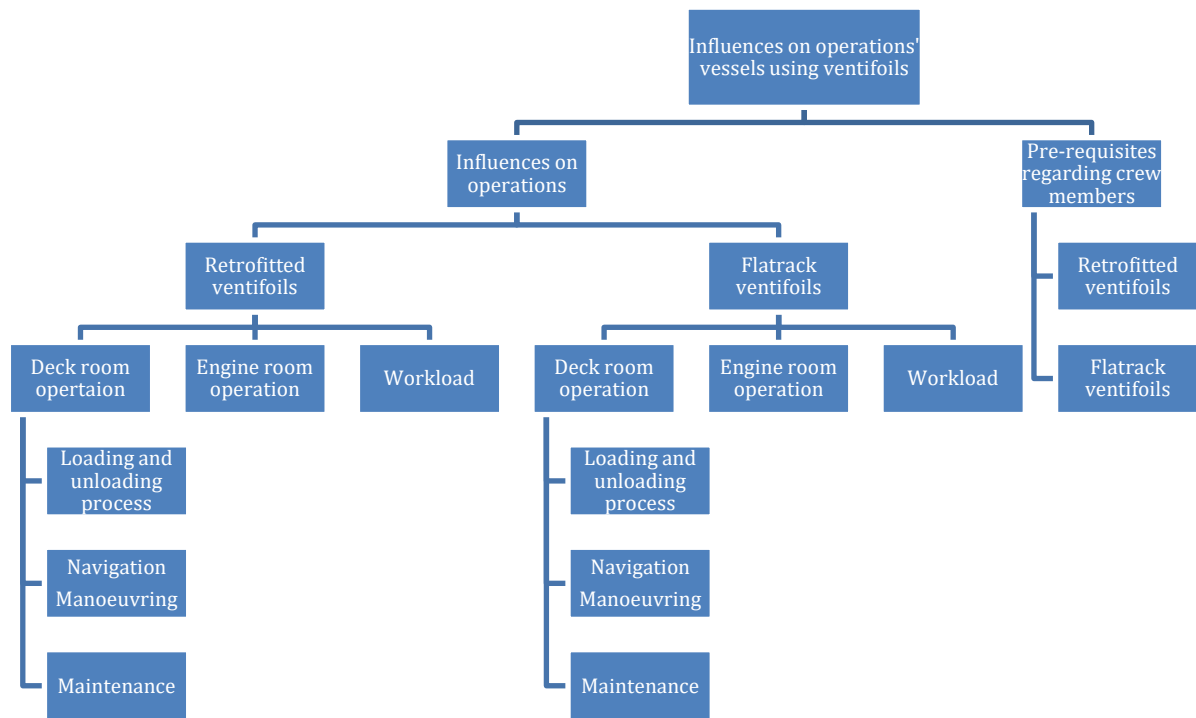 Influences on operations'
vessels using ventifoils
Influences on
operations
Pre-requisites
regarding crew
members
Retrofitted
ventifoils
Flatrack
ventifoils
Retrofitted
ventifoils
Deck room
opertaion
Engine room
operation
Workload
Deck room
operation
Engine room
operation
Workload
Flatrack
ventifoils
Loading and
unloading
process
Loading and
unloading
process
Navigation
Manoeuvring
Navigation
Manoeuvring
Maintenance
Maintenance